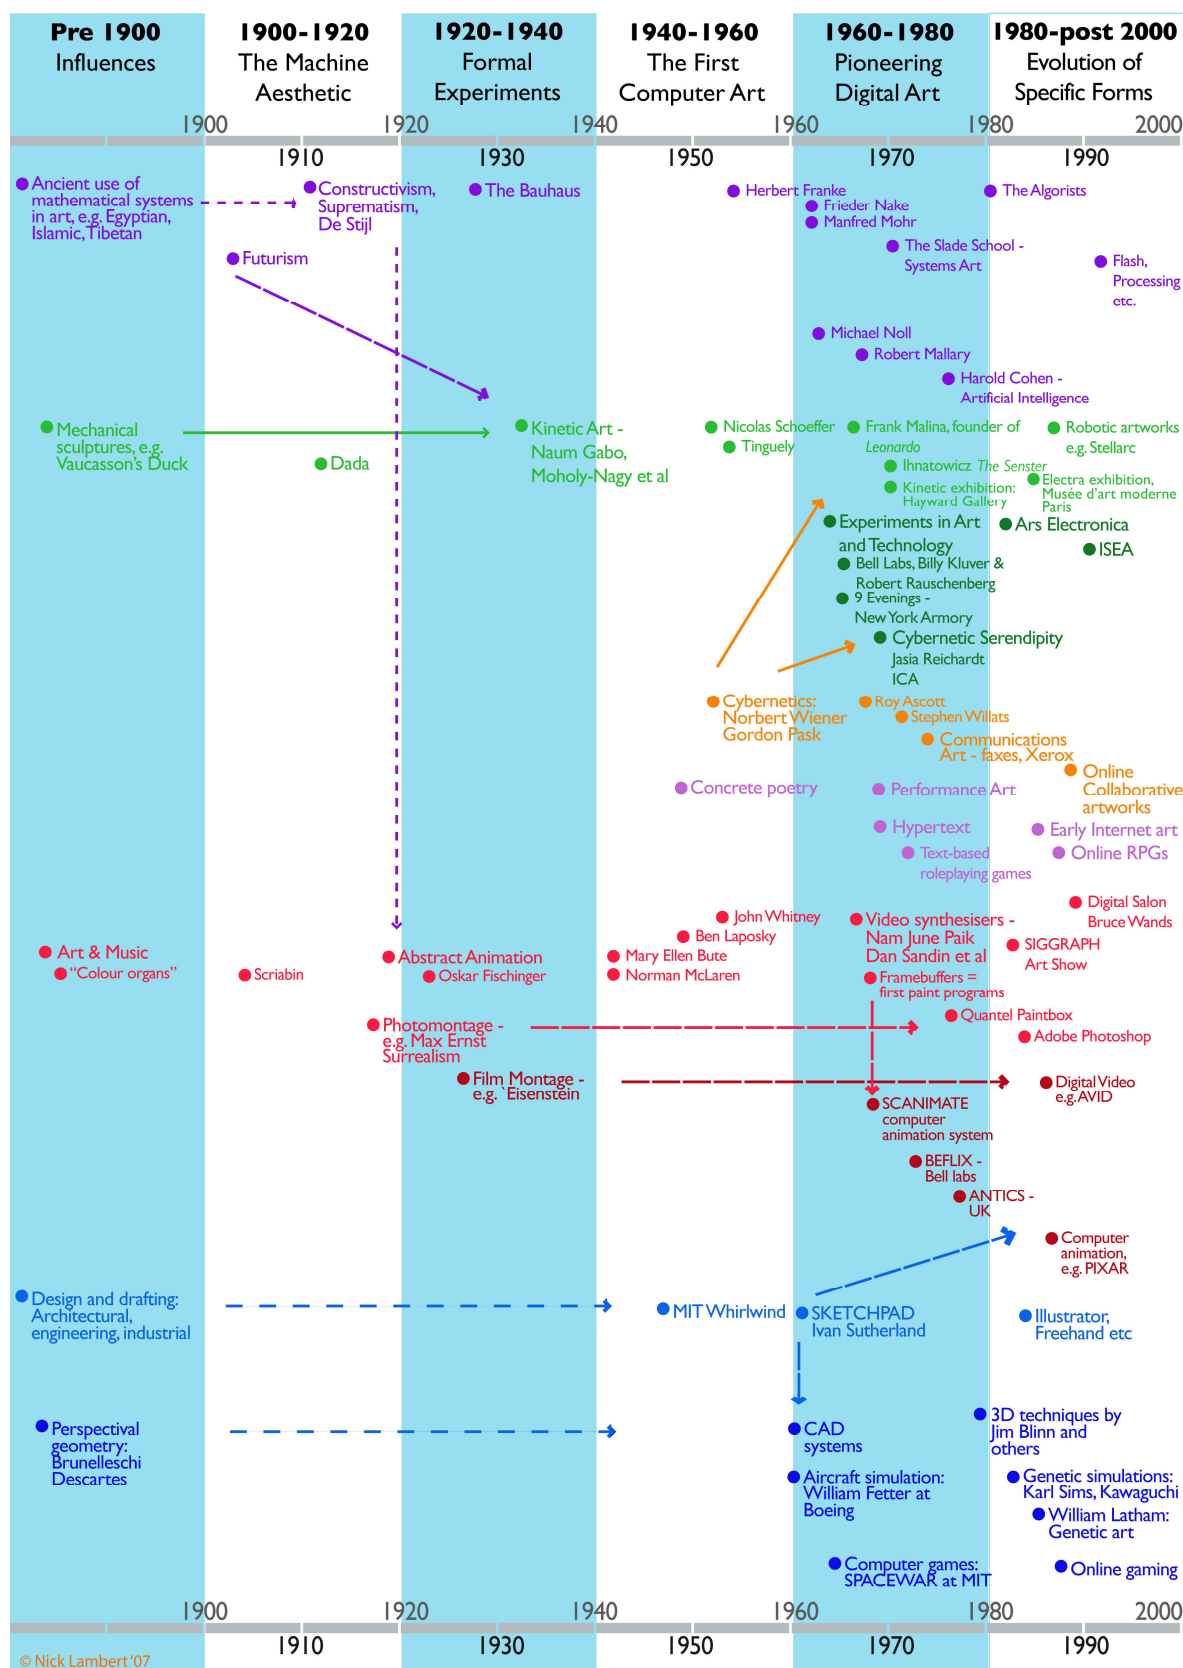 Pre 1900
Influences
1900-1920
The Machine
Aesthetic
1920-1940
Formal
Experiments
1940-1960
The First
Computer Art
1960-1980
Pioneering
Digital Art
1980-post 2000
Evolution of
Specific Forms
1900
1920
1940
1960
1980
2000
1910
1930
1950
1970
1990
Ancient use of
mathematical systems
in art, e.g. Egyptian,
Islamic, Tibetan
Constructivism,
Suprematism,
De Stijl
The Bauhaus
Herbert Franke
Frieder Nake
Manfred Mohr
The Algorists
The Slade School -
Systems Art
Futurism
Flash,
Processing
etc.
Michael Noll
Robert Mallary
Harold Cohen -
Artificial Intelligence
Mechanical
sculptures, e.g.
Vaucasson's Duck
Dada
Kinetic Art -
Naum Gabo,
Moholy-Nagy et al
Nicolas Schoeffer
Tinguely
Frank Malina, founder of
Leonardo
Ihnatowicz The Senster
Kinetic exhibition:
Hayward Gallery
Robotic artworks
e.g. Stellarc
Electra exhibition,
Musée d'art moderne
Paris
Experiments in Art
and Technology
Bell Labs, Billy Kluver &
Robert Rauschenberg
9 Evenings -
New York Armory
Cybernetic Serendipity
Jasia Reichardt
ICA
Ars Electronica
ISEA
Cybernetics:
Norbert Wiener
Gordon Pask
Roy Ascott
Stephen Willats
Communications
Art - faxes, Xerox
Online
Collaborative
artworks
Concrete poetry
Performance Art
Hypertext
Text-based
roleplaying games
Early Internet art
Online RPGs
Digital Salon
Bruce Wands
Art & Music
"Colour organs"
Scriabin
Abstract Animation
Oskar Fischinger
John Whitney
Ben Laposky
Mary Ellen Bute
Norman McLaren
Video synthesisers -
Nam June Paik
Dan Sandin et al
Framebuffers =
first paint programs
SIGGRAPH
Art Show
Photomontage -
e.g. Max Ernst
Surrealism
Quantel Paintbox
Adobe Photoshop
Film Montage -
e.g. `Eisenstein
Digital Video
e.g. AVID
SCANIMATE
computer
animation system
BEFLIX -
Bell labs
ANTICS -
UK
Computer
animation,
e.g. PIXAR
Design and drafting:
Architectural,
engineering, industrial
MIT Whirlwind
SKETCHPAD
Ivan Sutherland
Illustrator,
Freehand etc
Perspectival
geometry:
Brunelleschi
Descartes
CAD
systems
3D techniques by
Jim Blinn and
others
Aircraft simulation:
William Fetter at
Boeing
Genetic simulations:
Karl Sims, Kawaguchi
William Latham:
Genetic art
Computer games:
SPACEWAR at MIT
Online gaming
1900
1920
1940
1960
1980
2000
1910
1930
1950
1970
1990
© Nick Lambert '07